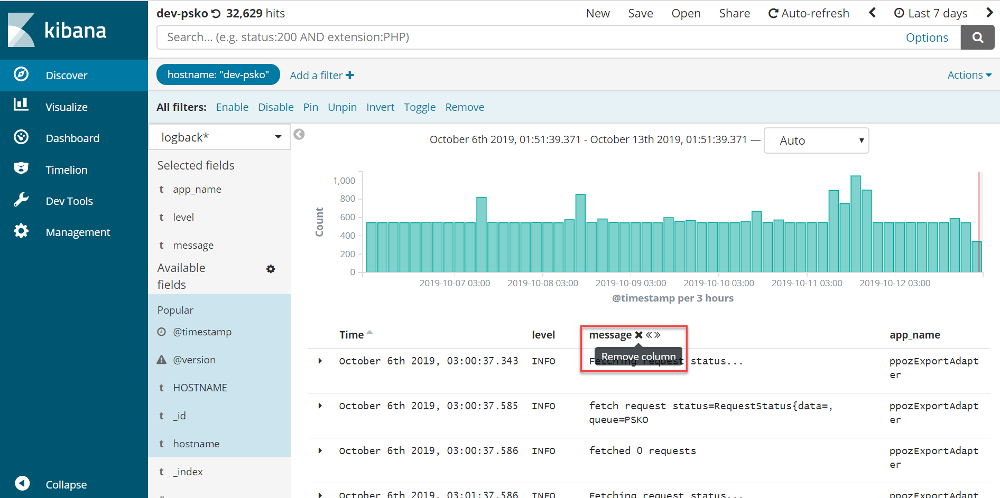 kibana
Discover
Visualize
Dashboard
Timelion
Dev Tools
Management
Collapse
dev-psko 32,629 hits
New Save Open Share Auto-refresh Last 7 days
Search... (e.g. status:200 AND extension:PHP) Options
hostname: "dev-psko" Add a filter Actions
All filters: Enable Disable Pin Unpin Invert Toggle Remove
logback*
Selected fields
t app_name
t level
t message
Available
fields
Popular
@timestamp
@version
t HOSTNAME
t _id
t hostname
t _index
October 6th 2019, 01:51:39.371 - October 13th 2019, 01:51:39.371 — Auto
Count
1,000
800
600
400
200
0
2019-10-07 03:00 2019-10-08 03:00 2019-10-09 03:00 2019-10-10 03:00 2019-10-11 03:00 2019-10-12 03:00
@timestamp per 3 hours
Time level message app_name
Remove column
October 6th 2019, 03:00:37.343 INFO Fetching request status... ppozExportAdapt
er
October 6th 2019, 03:00:37.585 INFO fetch request status=RequestStatus{data=, ppozExportAdapt
queue=PSKO er
October 6th 2019, 03:00:37.586 INFO fetched 0 requests ppozExportAdapt
er
October 6th 2019, 03:01:37.586 INFO Fetching request status... ppozExportAdapt